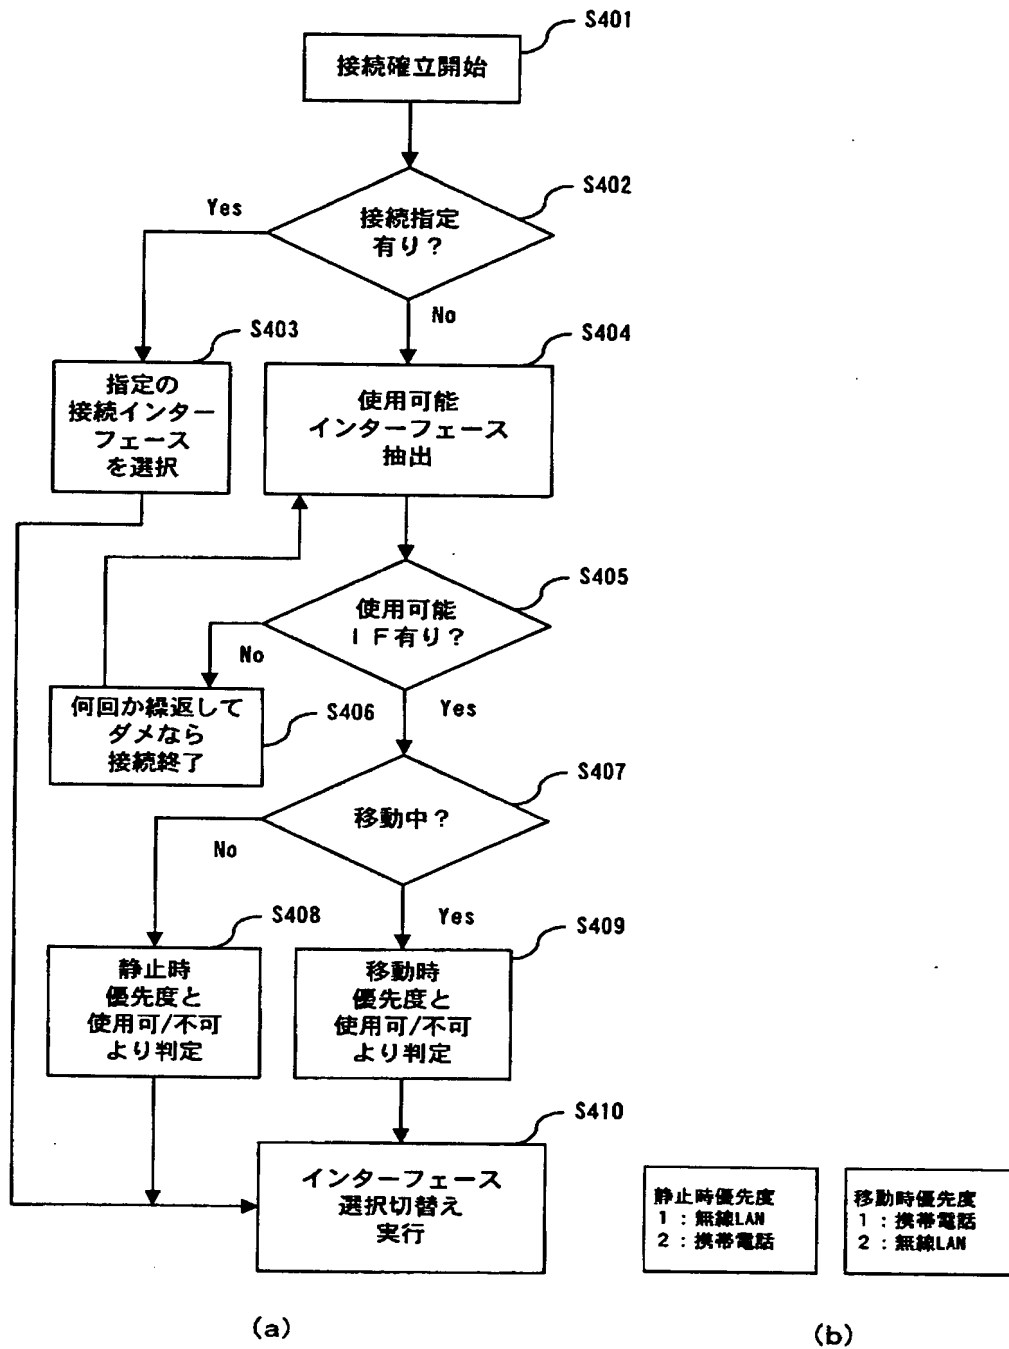 S401
接続確立開始
S402
接続指定
有り？
Yes
No
S403
指定の
接続インター
フェース
を選択
S404
使用可能
インターフェース
抽出
S405
使用可能
ＩＦ有り？
No
Yes
S406
何回か繰返して
ダメなら
接続終了
S407
移動中？
No
Yes
S408
静止時
優先度と
使用可/不可
より判定
S409
移動時
優先度と
使用可/不可
より判定
S410
インターフェース
選択切替え
実行
静止時優先度
1：無線LAN
2：携帯電話
移動時優先度
1：携帯電話
2：無線LAN
(a)
(b)